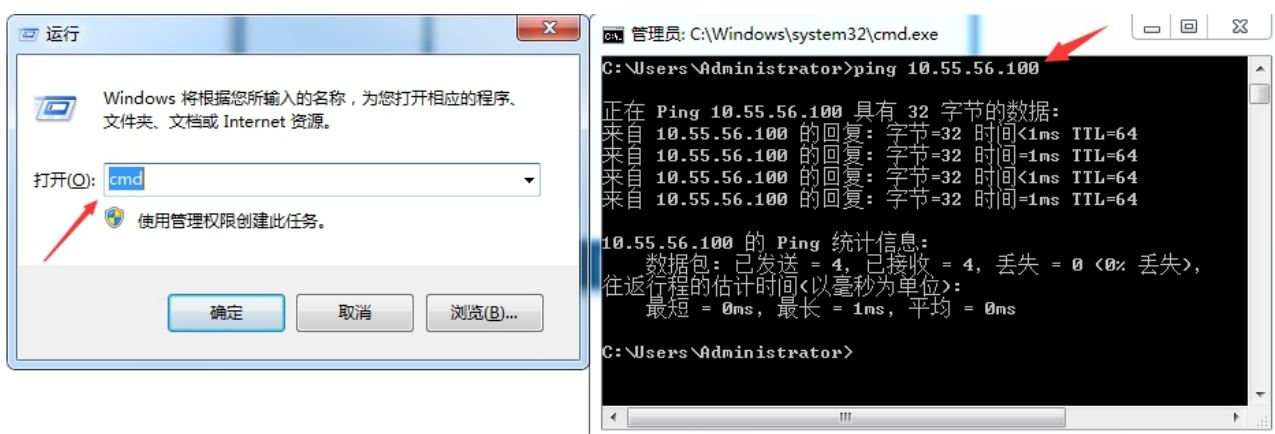 运行
Windows 将根据您所输入的名称，为您打开相应的程序、
文件夹、文档或 Internet 资源。
打开(O):
cmd
使用管理权限创建此任务。
确定
取消
浏览(B)...
管理员: C:\Windows\system32\cmd.exe
C:\Users\Administrator>ping 10.55.56.100
正在 Ping 10.55.56.100 具有 32 字节的数据:
来自 10.55.56.100 的回复: 字节=32 时间<1ms TTL=64
来自 10.55.56.100 的回复: 字节=32 时间=1ms TTL=64
来自 10.55.56.100 的回复: 字节=32 时间<1ms TTL=64
来自 10.55.56.100 的回复: 字节=32 时间=1ms TTL=64
10.55.56.100 的 Ping 统计信息:
数据包: 已发送 = 4，已接收 = 4，丢失 = 0 (0% 丢失)，
往返行程的估计时间(以毫秒为单位):
最短 = 0ms，最长 = 1ms，平均 = 0ms
C:\Users\Administrator>